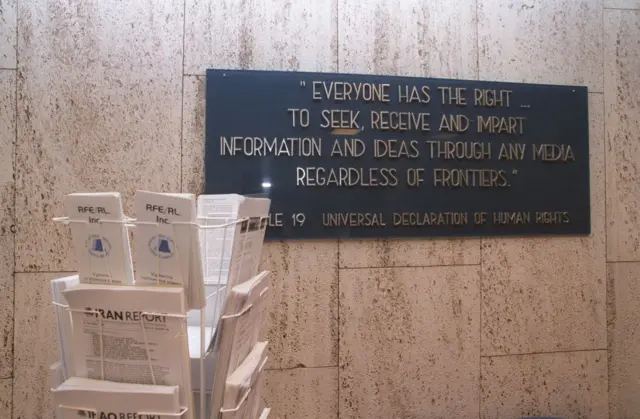 " EVERYONE HAS THE RIGHT ...
TO SEEK, RECEIVE AND IMPART
INFORMATION AND IDEAS THROUGH ANY MEDIA
REGARDLESS OF FRONTIERS."
LE 19 UNIVERSAL DECLARATION OF HUMAN RIGHTS
RFE/RL
Inc.
RFE/RL
Inc.
IRAN REPORT
IRAQ REPORT